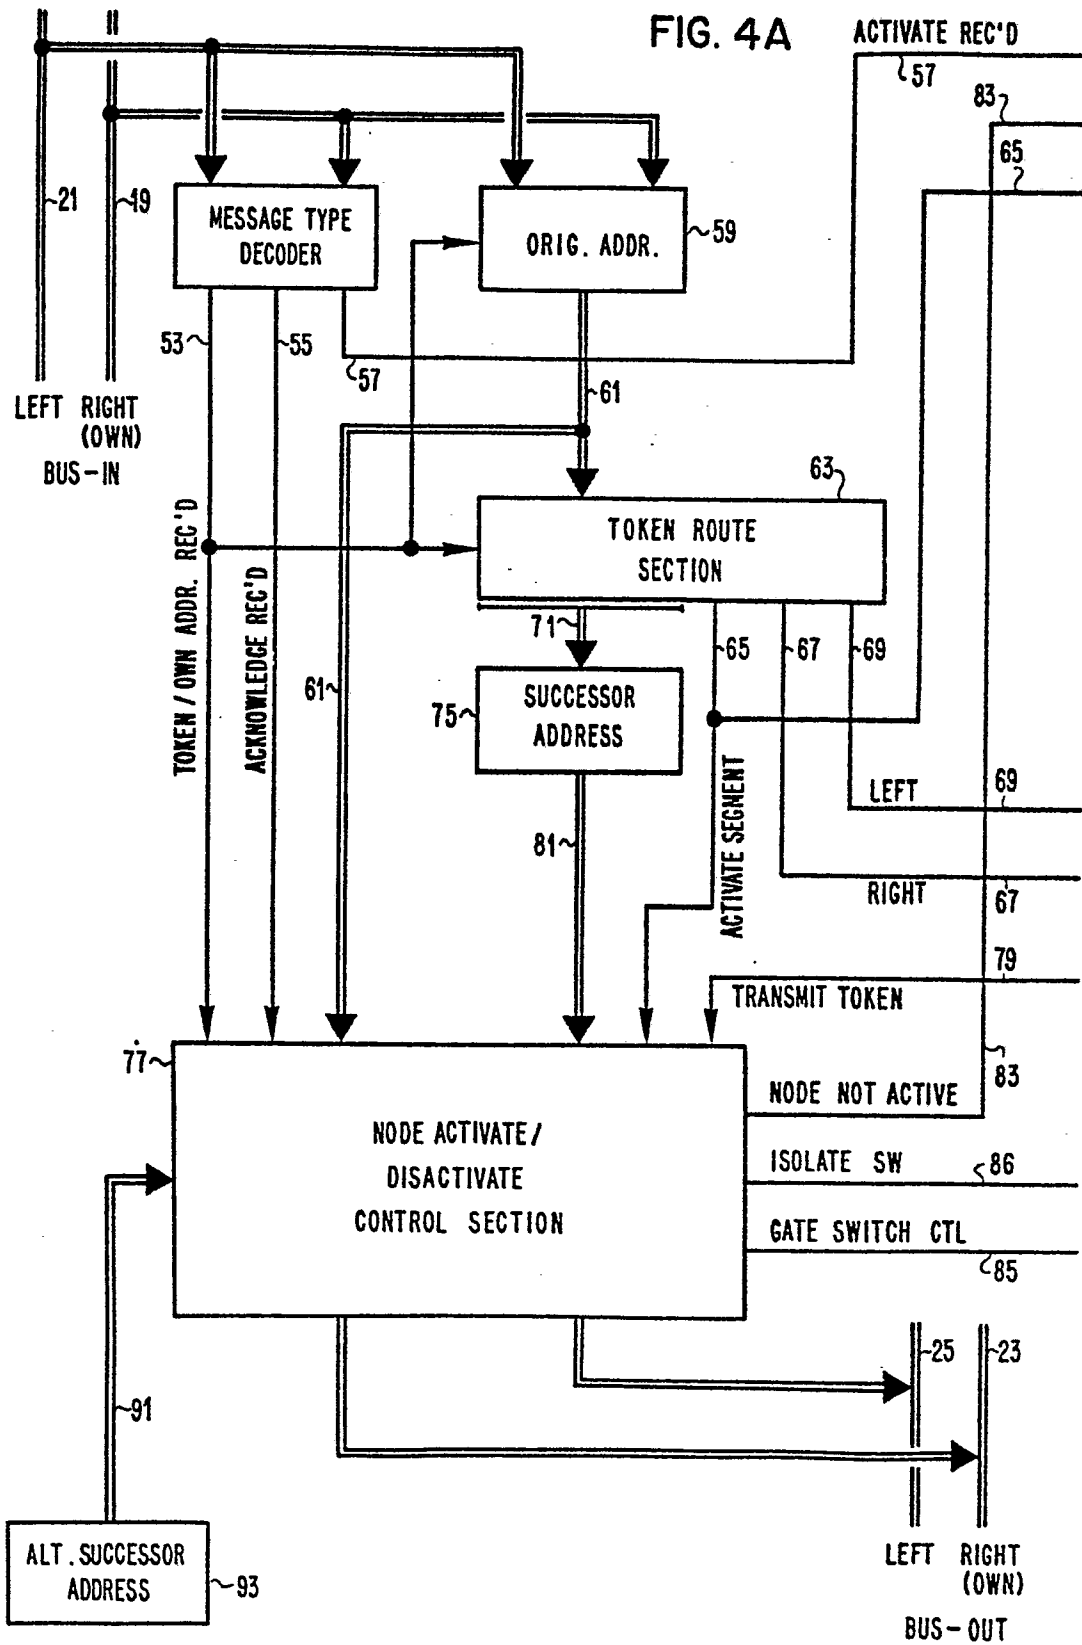 FIG. 4A
ACTIVATE REC'D
57
83
65
21
19
MESSAGE TYPE
DECODER
ORIG. ADDR.
59
53
55
57
61
LEFT RIGHT
(OWN)
BUS-IN
63
TOKEN ROUTE
SECTION
TOKEN / OWN ADDR. REC'D
ACKNOWLEDGE REC'D
61
71
65
67
69
75
SUCCESSOR
ADDRESS
81
ACTIVATE SEGMENT
LEFT
69
RIGHT
67
79
TRANSMIT TOKEN
77
83
NODE ACTIVATE/
DISACTIVATE
CONTROL SECTION
NODE NOT ACTIVE
ISOLATE SW
86
GATE SWITCH CTL
85
25
23
91
ALT. SUCCESSOR
ADDRESS
93
LEFT RIGHT
(OWN)
BUS-OUT